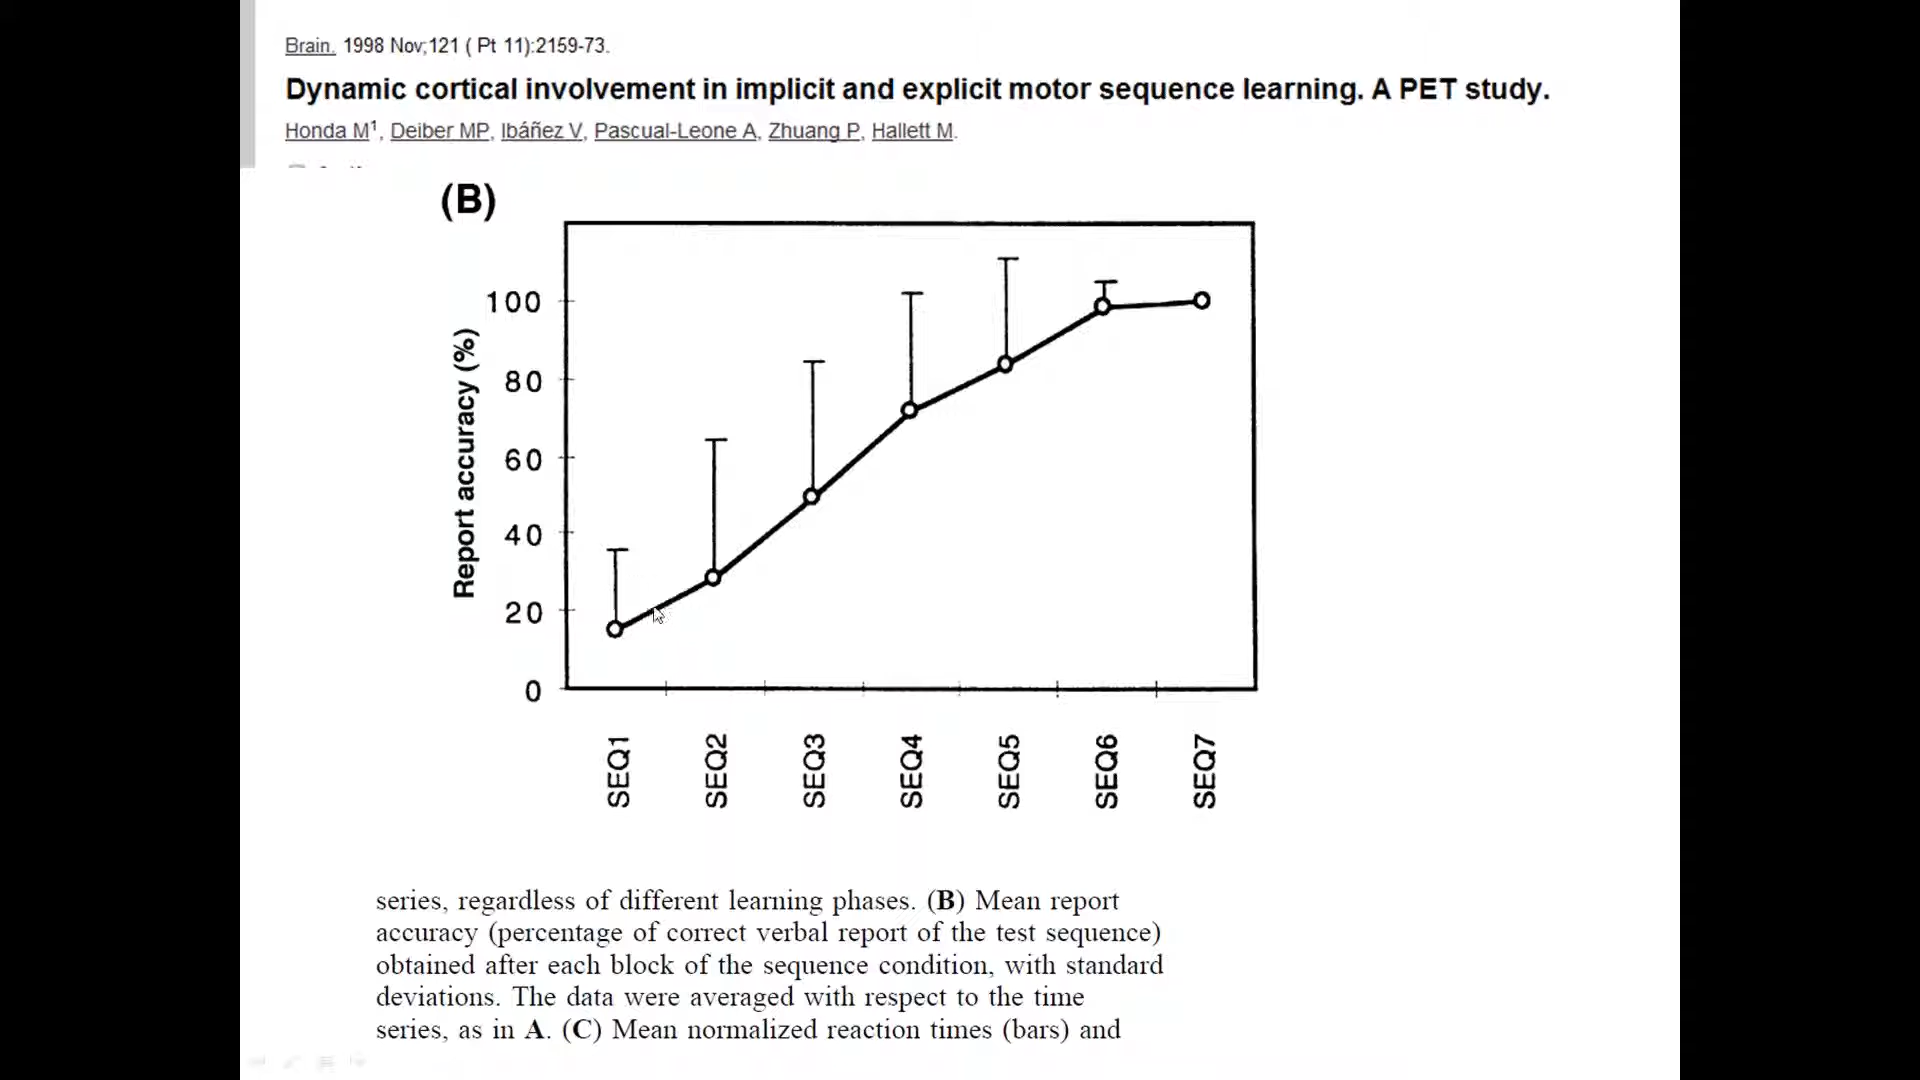 Brain. 1998 Nov;121 ( Pt 11):2159-73.
Dynamic cortical involvement in implicit and explicit motor sequence learning. A PET study.
Honda M1, Deiber MP, Ibáñez V, Pascual-Leone A, Zhuang P, Hallett M.
(B)
Report accuracy (%)
100
80
60
40
20
0
SEQ1
SEQ2
SEQ3
SEQ4
SEQ5
SEQ6
SEQ7
series, regardless of different learning phases. (B) Mean report
accuracy (percentage of correct verbal report of the test sequence)
obtained after each block of the sequence condition, with standard
deviations. The data were averaged with respect to the time
series, as in A. (C) Mean normalized reaction times (bars) and